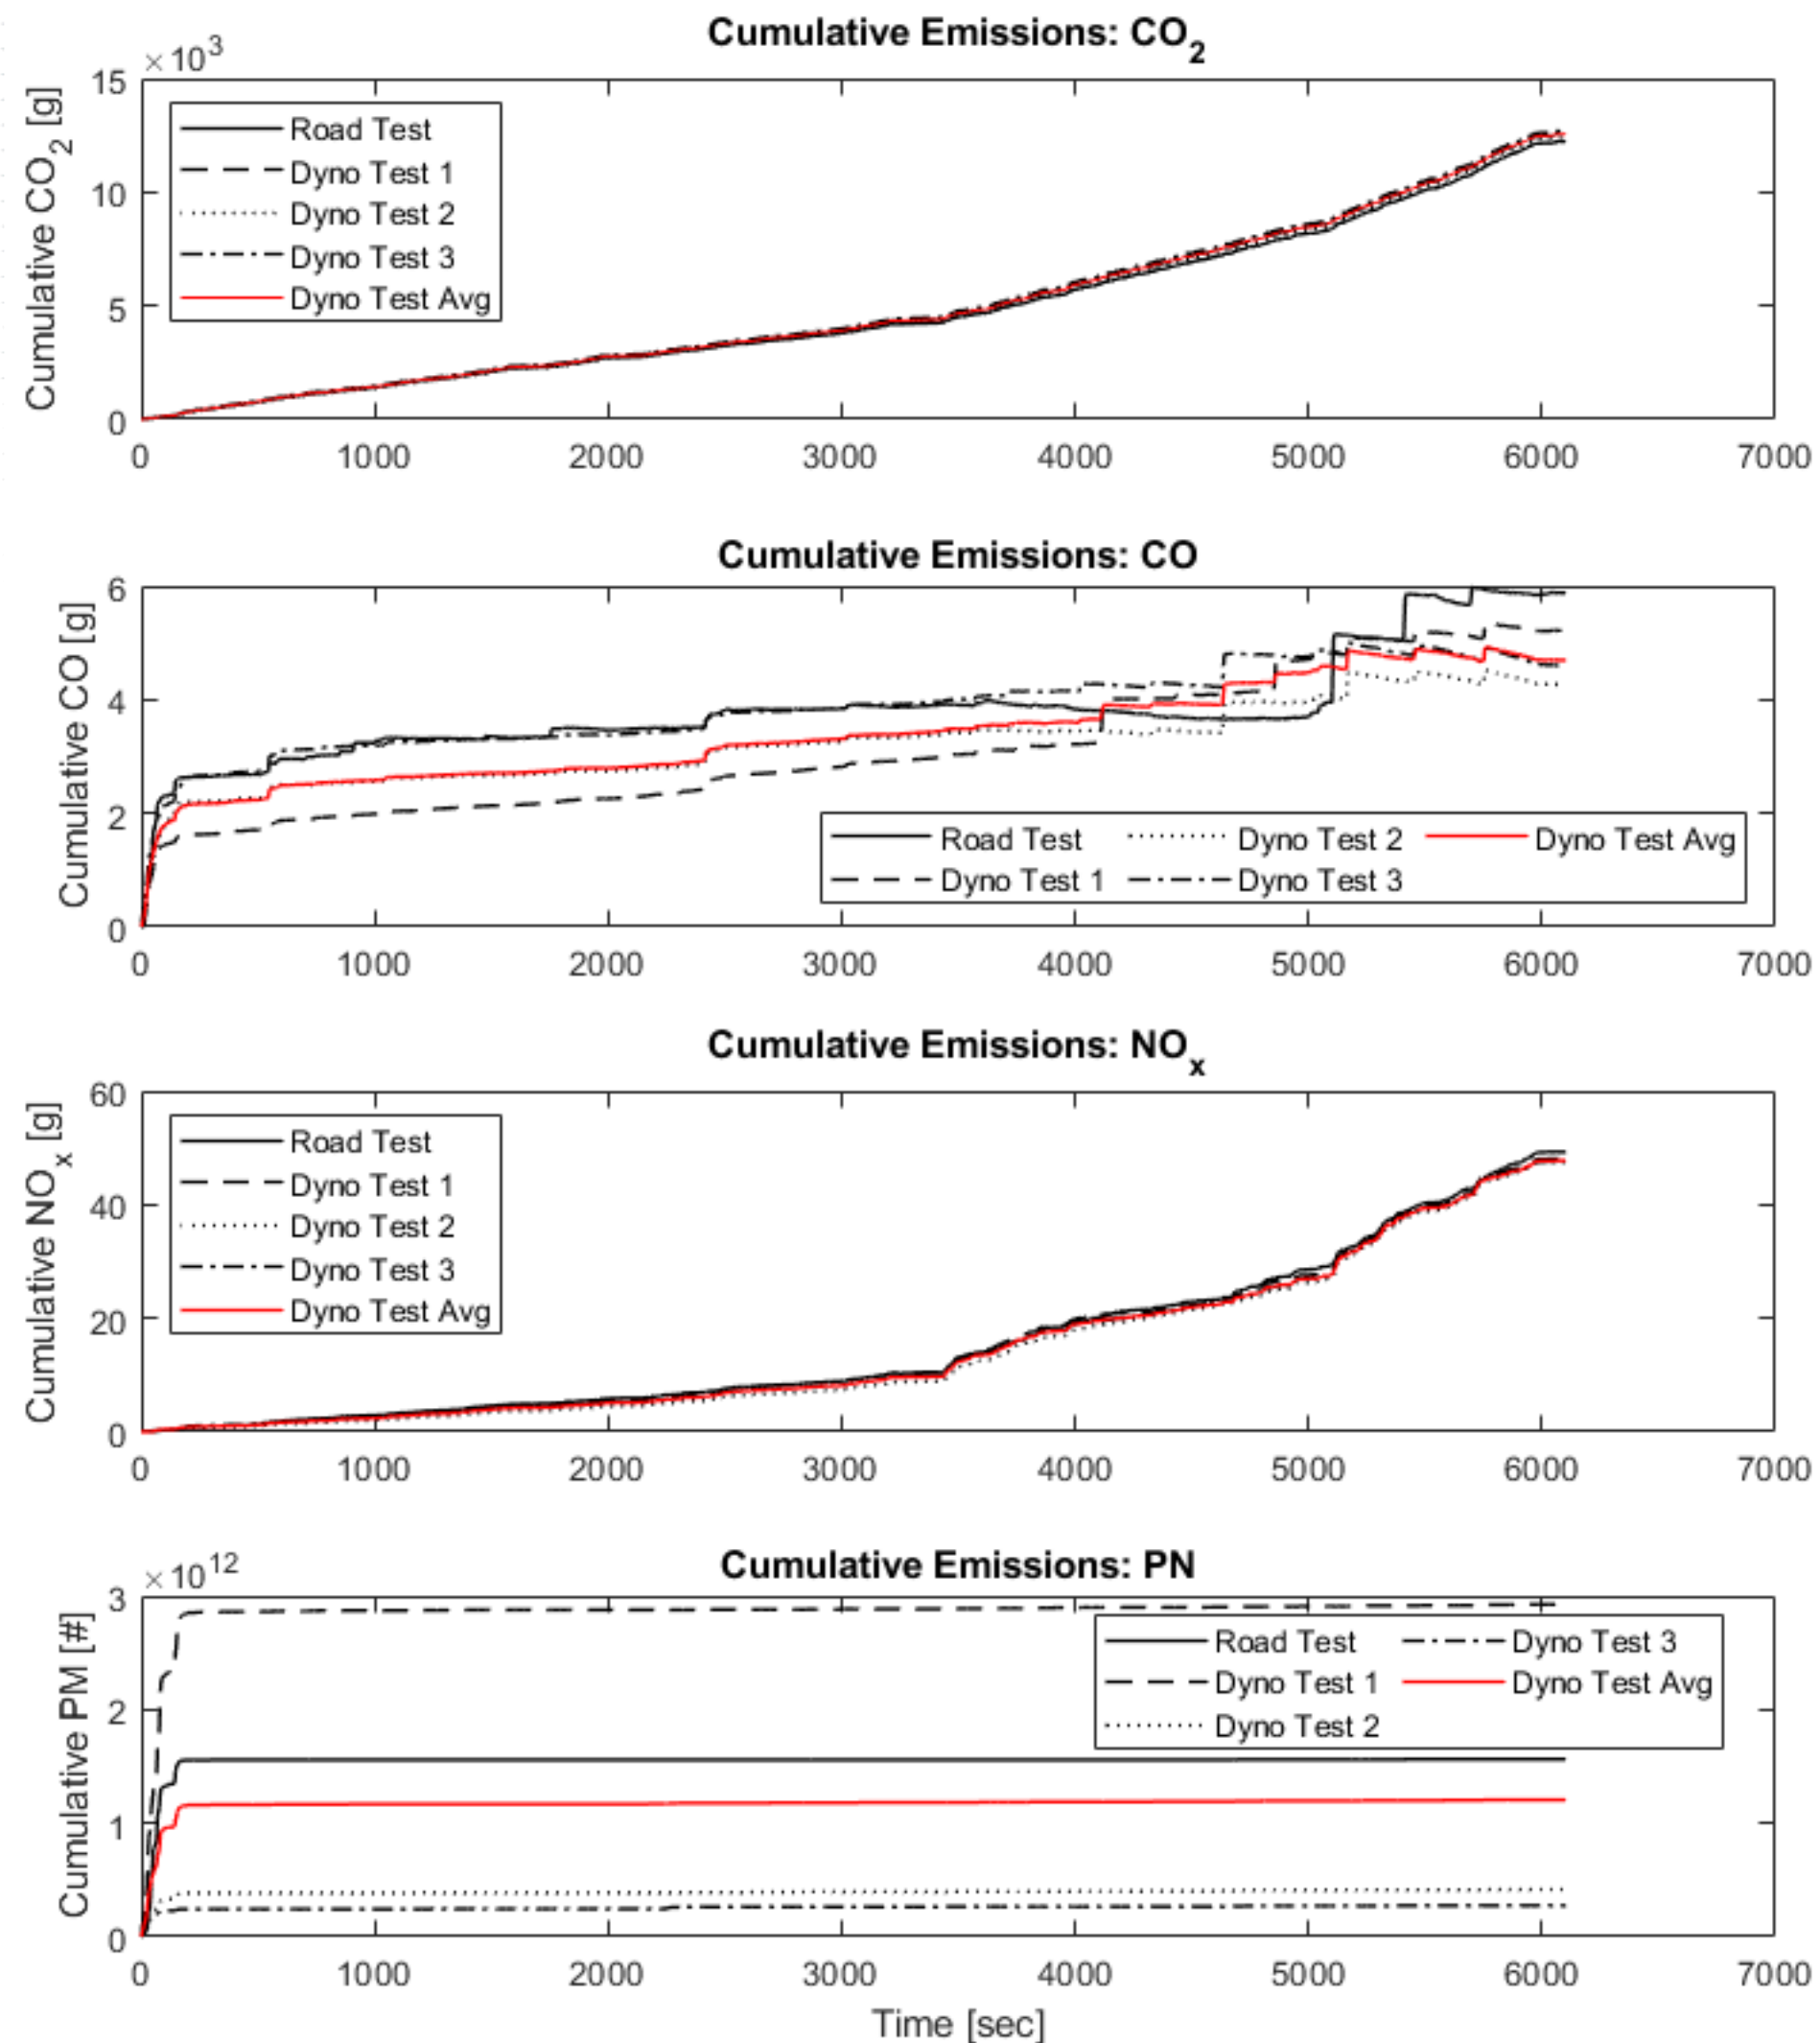 Cumulative Emissions: CO2
×10^3
Cumulative CO2 [g]
15
10
5
0
Road Test
Dyno Test 1
Dyno Test 2
Dyno Test 3
Dyno Test Avg
0 1000 2000 3000 4000 5000 6000 7000
Cumulative Emissions: CO
Cumulative CO [g]
6
4
2
0
Road Test Dyno Test 2 Dyno Test Avg
Dyno Test 1 Dyno Test 3
0 1000 2000 3000 4000 5000 6000 7000
Cumulative Emissions: NOx
Cumulative NOx [g]
60
40
20
0
Road Test
Dyno Test 1
Dyno Test 2
Dyno Test 3
Dyno Test Avg
0 1000 2000 3000 4000 5000 6000 7000
Cumulative Emissions: PN
×10^12
Cumulative PM [#]
3
2
1
0
Road Test Dyno Test 3
Dyno Test 1 Dyno Test Avg
Dyno Test 2
0 1000 2000 3000 4000 5000 6000 7000
Time [sec]